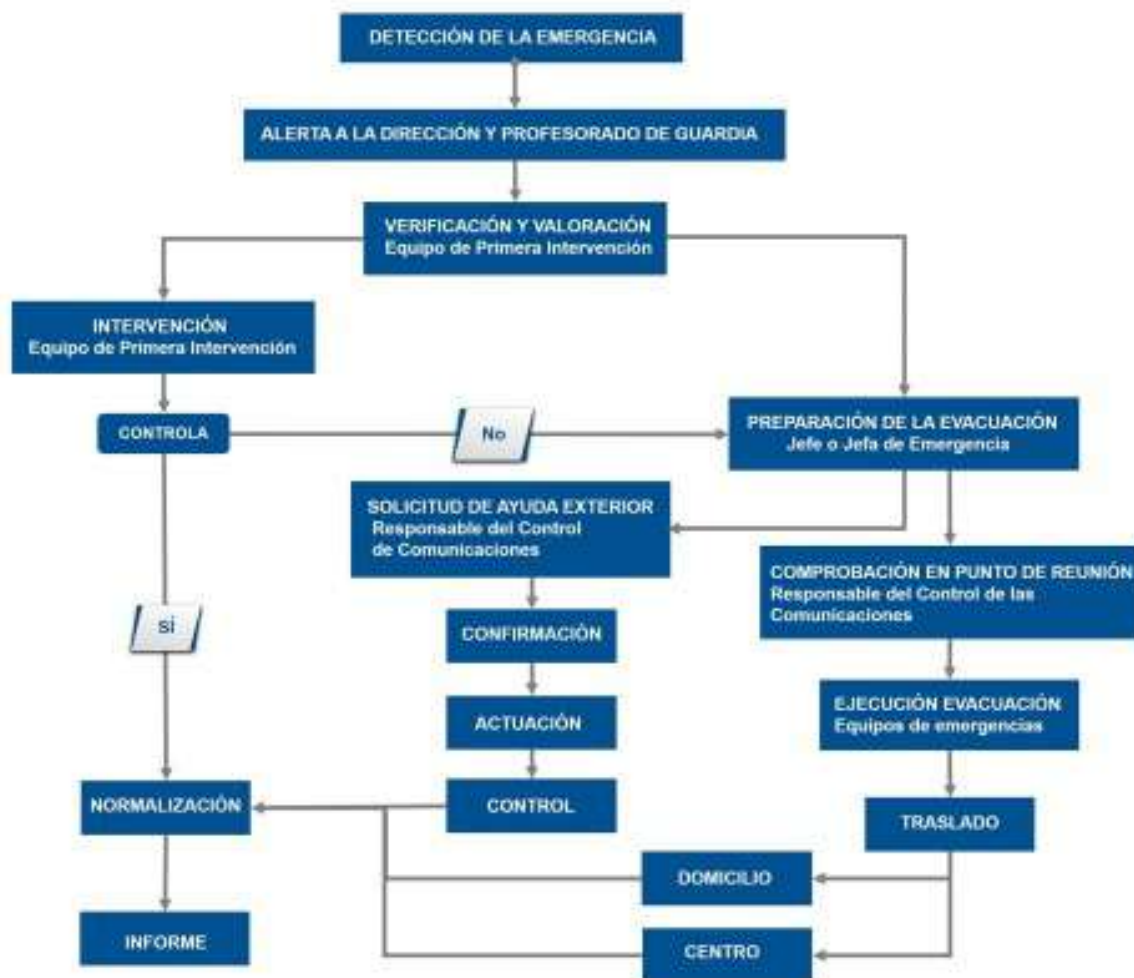 DETECCIÓN DE LA EMERGENCIA
ALERTA A LA DIRECCIÓN Y PROFESORADO DE GUARDIA
VERIFICACIÓN Y VALORACIÓN
Equipo de Primera Intervención
INTERVENCIÓN
Equipo de Primera Intervención
CONTROLA
No
PREPARACIÓN DE LA EVACUACIÓN
Jefe o Jefa de Emergencia
SOLICITUD DE AYUDA EXTERIOR
Responsable del Control
de Comunicaciones
COMPROBACIÓN EN PUNTO DE REUNIÓN
Responsable del Control de las
Comunicaciones
SÍ
CONFIRMACIÓN
EJECUCIÓN EVACUACIÓN
Equipos de emergencias
ACTUACIÓN
NORMALIZACIÓN
CONTROL
TRASLADO
DOMICILIO
INFORME
CENTRO